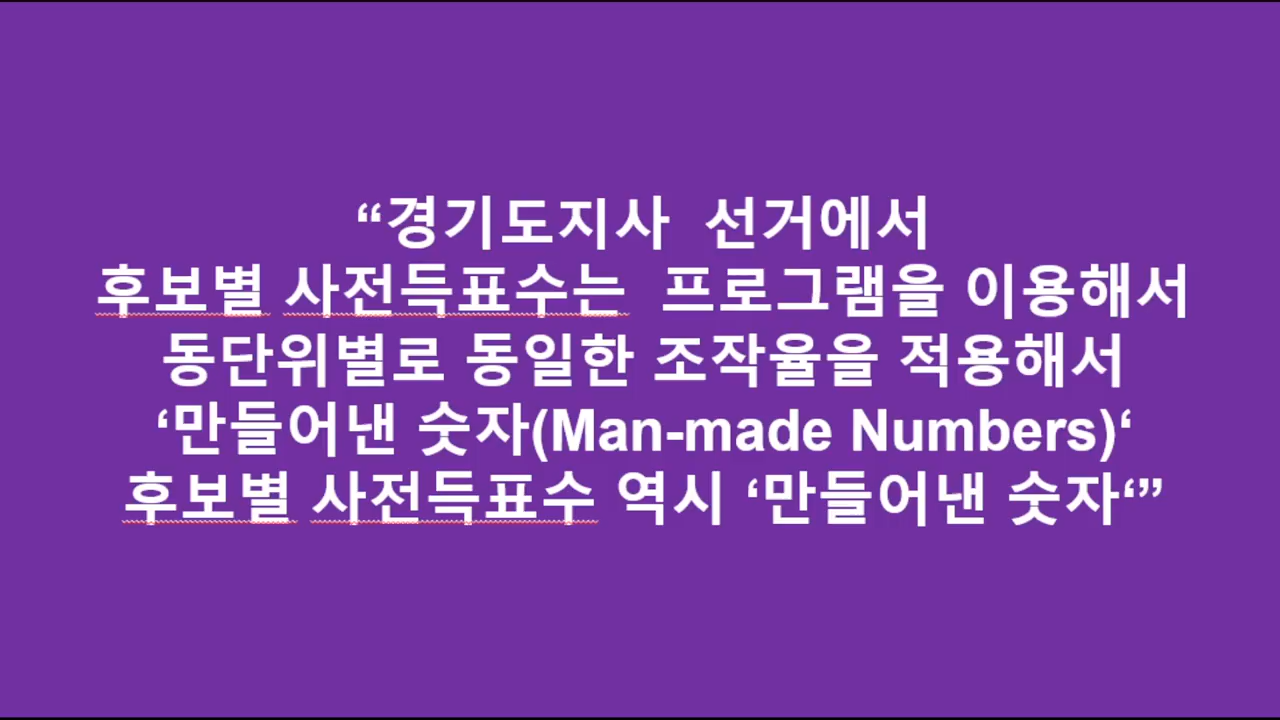 “경기도지사 선거에서
후보별 사전득표수는 프로그램을 이용해서
동단위별로 동일한 조작율을 적용해서
‘만들어낸 숫자(Man-made Numbers)‘
후보별 사전득표수 역시 ‘만들어낸 숫자‘”